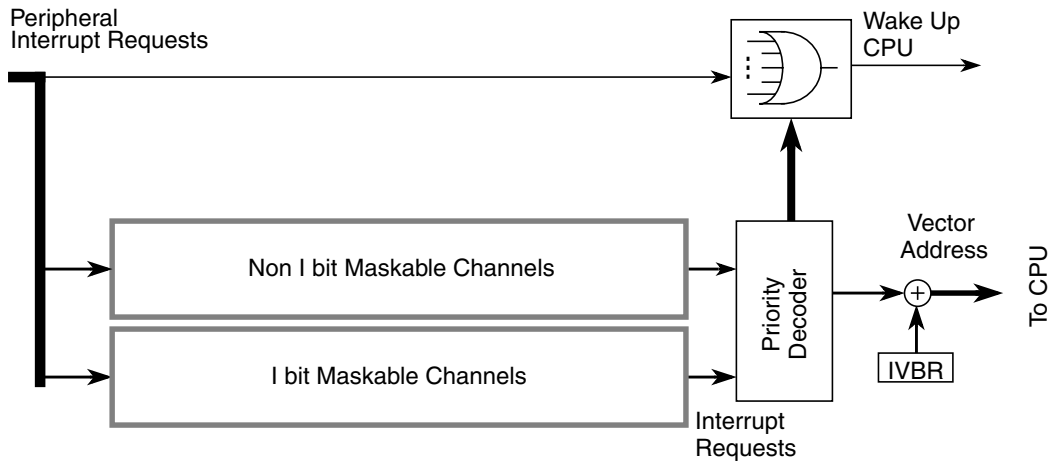 Peripheral
Interrupt Requests
Wake Up
CPU
Non I bit Maskable Channels
I bit Maskable Channels
Priority
Decoder
Interrupt
Requests
Vector
Address
+
IVBR
To CPU